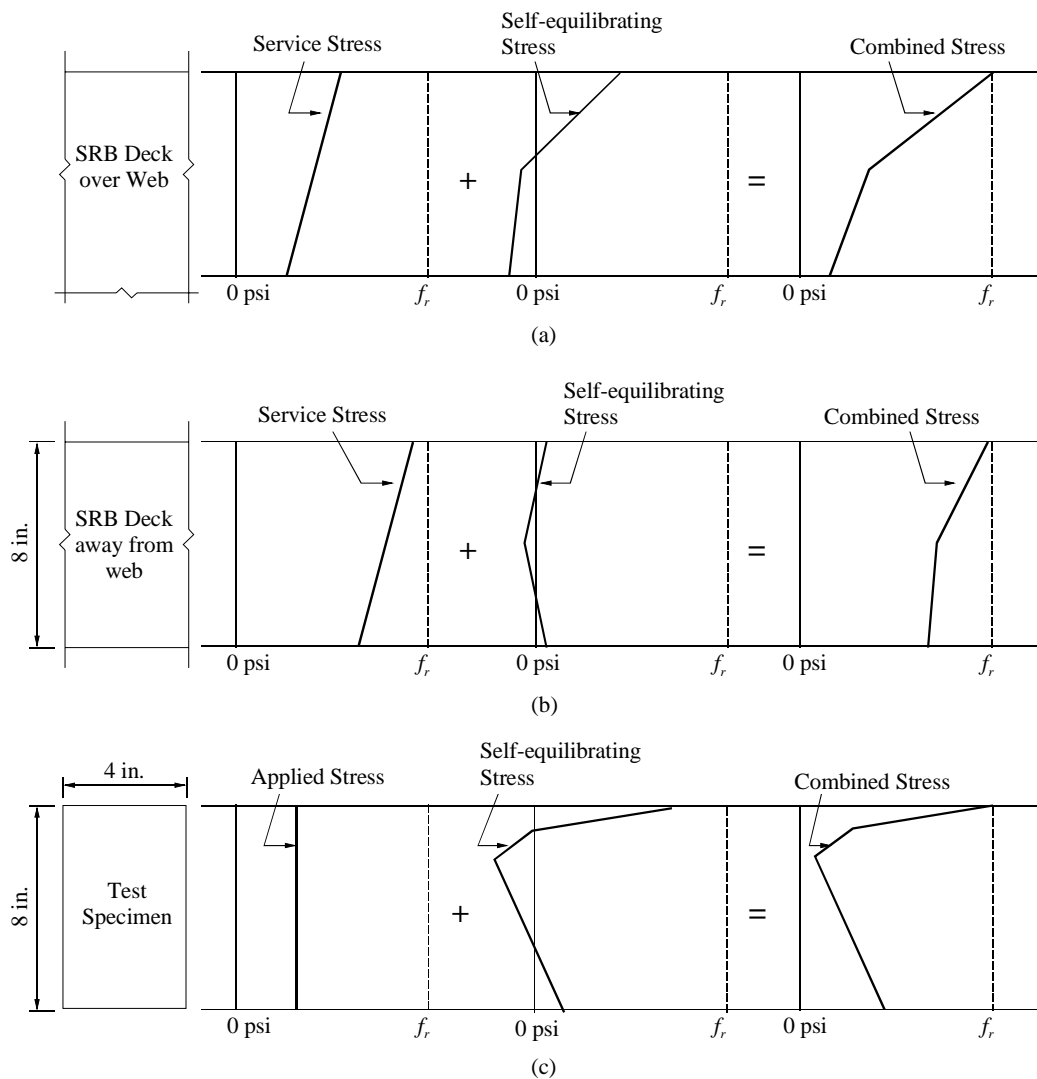 Self-equilibrating
Stress
Service Stress
Combined Stress
SRB Deck
over Web
+
=
0 psi
f_r
0 psi
f_r
0 psi
f_r
(a)
Self-equilibrating
Stress
Service Stress
Combined Stress
8 in.
SRB Deck
away from
web
+
=
0 psi
f_r
0 psi
f_r
0 psi
f_r
(b)
4 in.
Applied Stress
Self-equilibrating
Stress
Combined Stress
8 in.
Test
Specimen
+
=
0 psi
f_r
0 psi
f_r
0 psi
f_r
(c)